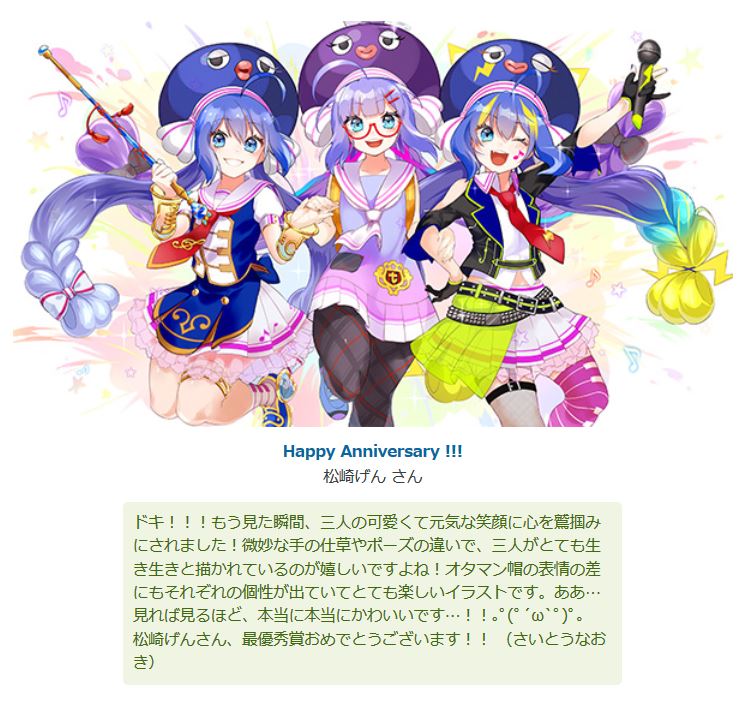 t
Happy Anniversary !!!
松崎げん さん
ドキ！！！もう見た瞬間、三人の可愛くて元気な笑顔に心を鷲掴み
にされました！微妙な手の仕草やポーズの違いで、三人がとても生
き生きと描かれているのが嬉しいですよね！オタマン帽の表情の差
にもそれぞれの個性が出ていてとても楽しいイラストです。ああ…
見れば見るほど、本当に本当にかわいいです…！！｡ﾟ(ﾟ´ω`ﾟ)ﾟ｡
松崎げんさん、最優秀賞おめでとうございます！！　（さいとうなお
き）